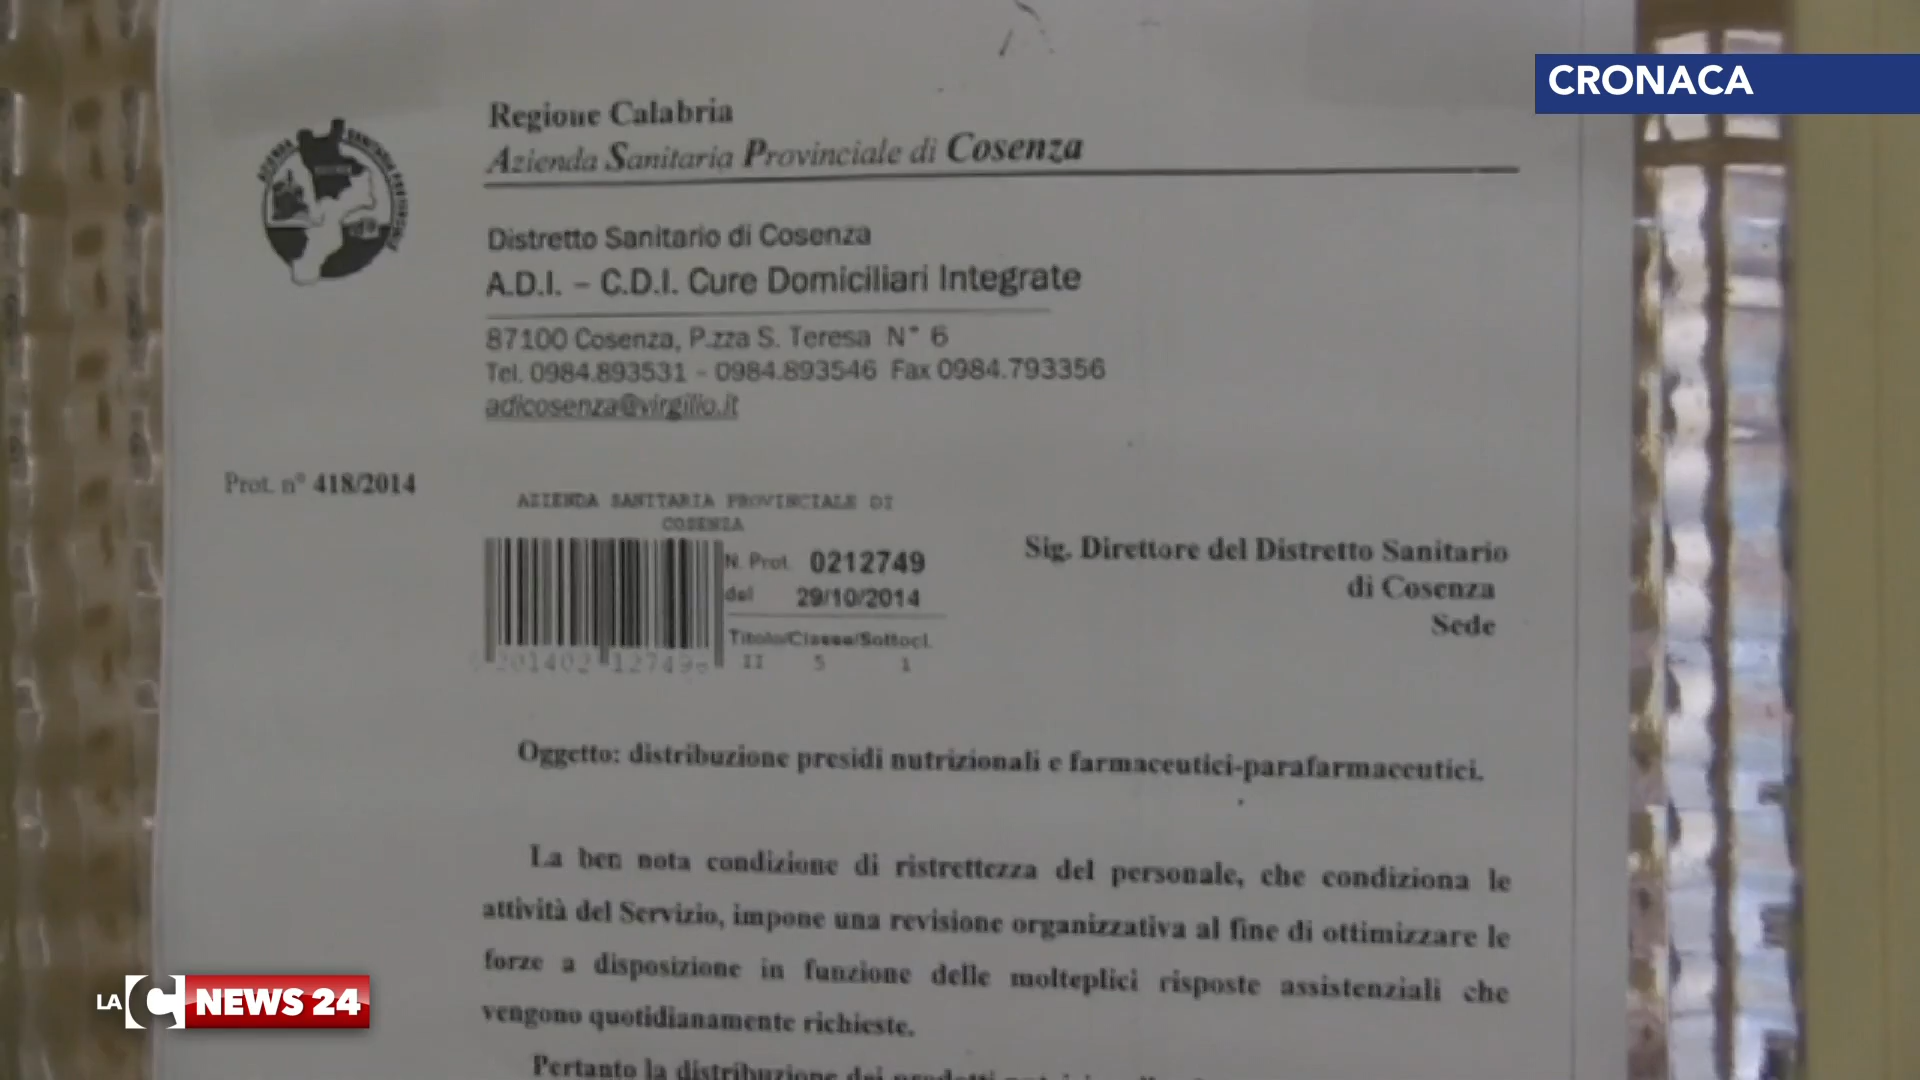 CRONACA
Regione Calabria
Azienda Sanitaria Provinciale di Cosenza
AZIENDA SANITARIA PROVINCIALE
Distretto Sanitario di Cosenza
A.D.I. – C.D.I. Cure Domiciliari Integrate
87100 Cosenza, P.zza S. Teresa N° 6
Tel. 0984.893531 - 0984.893546 Fax 0984.793356
adicosenza@virgilio.it
Prot. n° 418/2014
AZIENDA SANITARIA PROVINCIALE DI
COSENZA
N. Prot. 0212749
del 29/10/2014
Titolo/Classe/Sottocl.
II 5 1
Sig. Direttore del Distretto Sanitario
di Cosenza
Sede
Oggetto: distribuzione presidi nutrizionali e farmaceutici-parafarmaceutici.
La ben nota condizione di ristrettezza del personale, che condiziona le
attività del Servizio, impone una revisione organizzativa al fine di ottimizzare le
forze a disposizione in funzione delle molteplici risposte assistenziali che
vengono quotidianamente richieste.
Pertanto la distribuzione dei prodotti
LA C NEWS 24